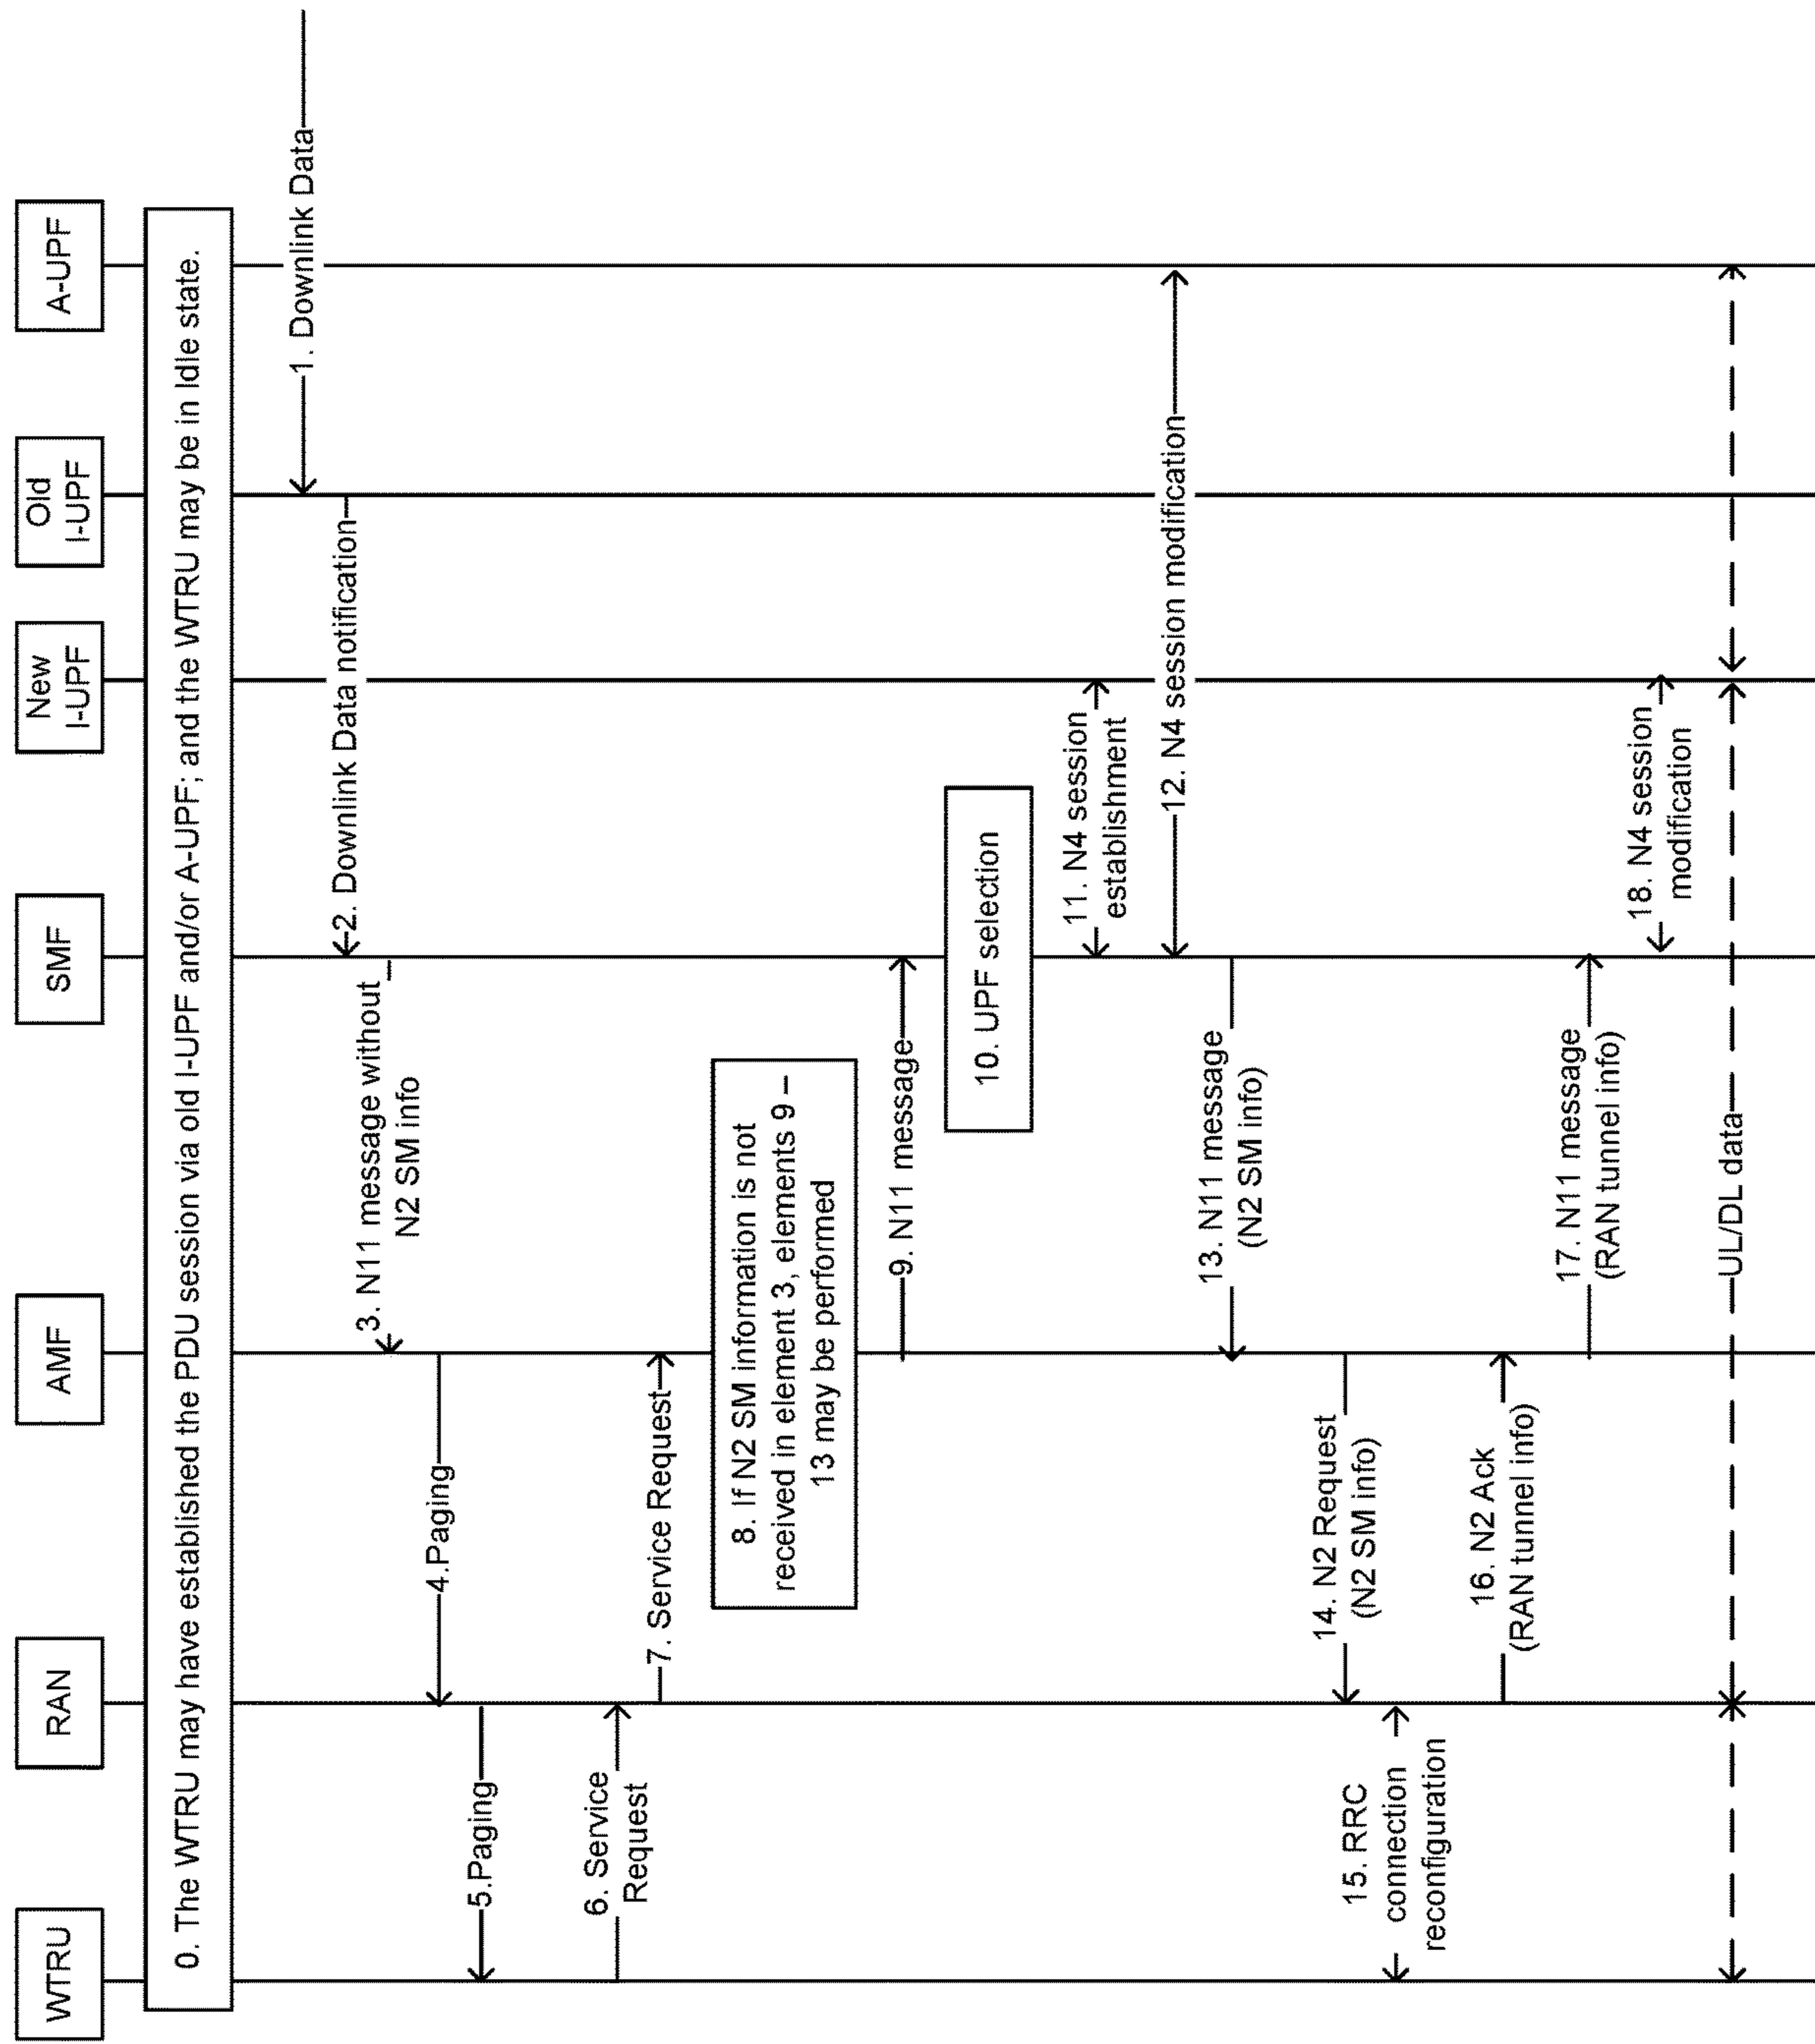 WTRU
RAN
AMF
SMF
New
I-UPF
Old
I-UPF
A-UPF
0. The WTRU may have established the PDU session via old I-UPF and/or A-UPF; and the WTRU may be in Idle state.
1. Downlink Data
2. Downlink Data notification
3. N11 message without
N2 SM info
4.Paging
5.Paging
6. Service
Request
7. Service Request
8. If N2 SM information is not
received in element 3, elements 9 –
13 may be performed
9. N11 message
10. UPF selection
11. N4 session
establishment
12. N4 session modification
13. N11 message
(N2 SM info)
14. N2 Request
(N2 SM info)
15. RRC
connection
reconfiguration
16. N2 Ack
(RAN tunnel info)
17. N11 message
(RAN tunnel info)
18. N4 session
modification
UL/DL data